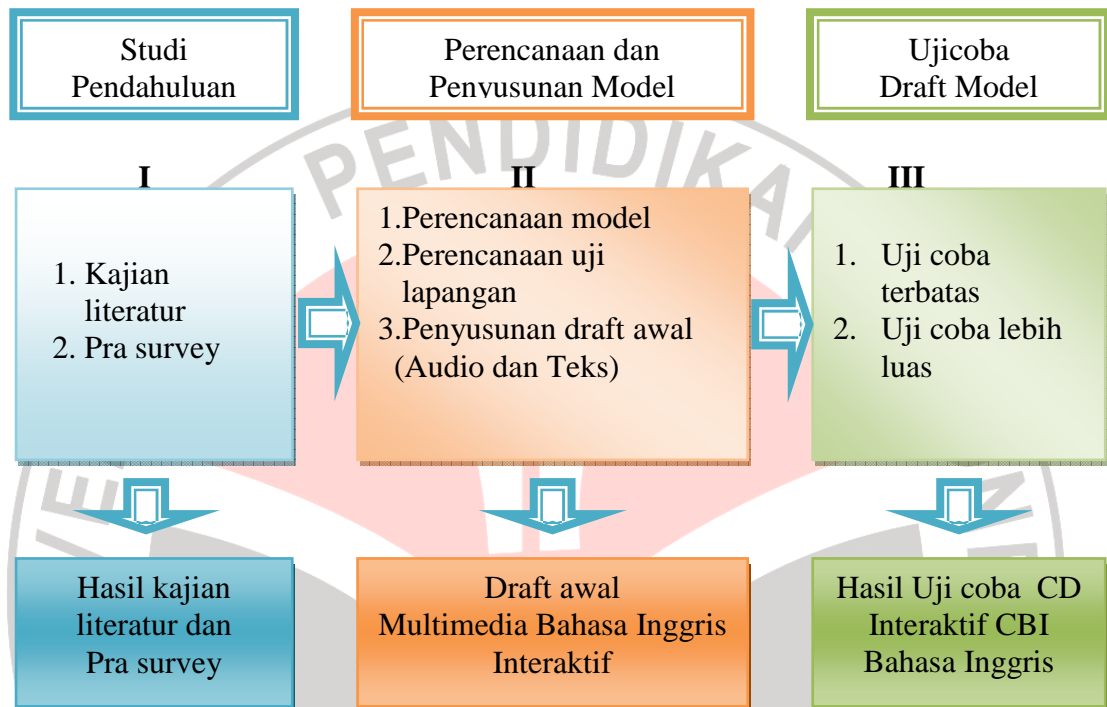 Studi
Pendahuluan
Perencanaan dan
Penyusunan Model
Ujicoba
Draft Model
PENDIDIKA
I
II
III
1. Kajian
literatur
2. Pra survey
1.Perencanaan model
2.Perencanaan uji
lapangan
3.Penyusunan draft awal
(Audio dan Teks)
1. Uji coba
terbatas
2. Uji coba lebih
luas
Hasil kajian
literatur dan
Pra survey
Draft awal
Multimedia Bahasa Inggris
Interaktif
Hasil Uji coba CD
Interaktif CBI
Bahasa Inggris